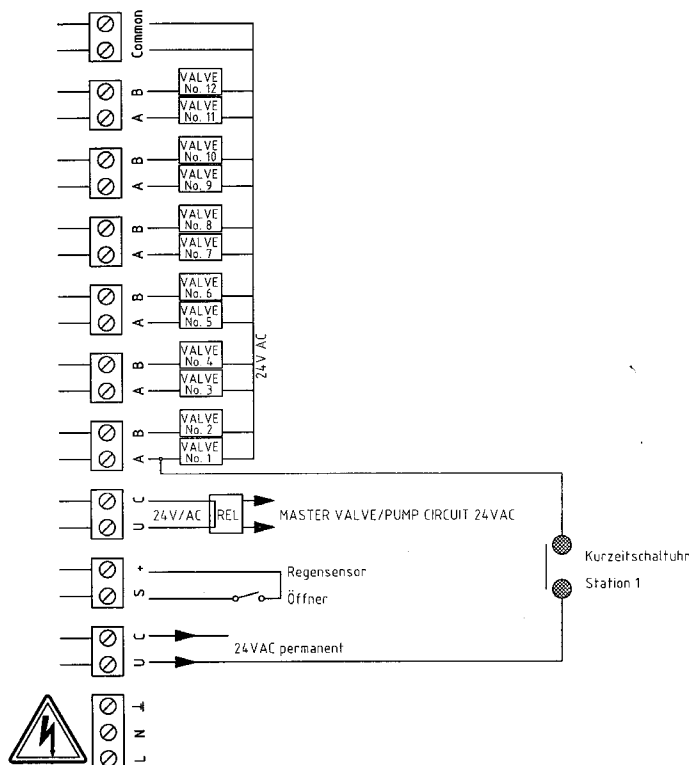 Common
B VALVE No. 12
A VALVE No. 11
B VALVE No. 10
A VALVE No. 9
B VALVE No. 8
A VALVE No. 7
B VALVE No. 6
A VALVE No. 5
24V AC
B VALVE No. 4
A VALVE No. 3
B VALVE No. 2
A VALVE No. 1
C
U 24V/AC REL MASTER VALVE/PUMP CIRCUIT 24VAC
Kurzeitschaltuhr
Station 1
+ Regensensor
S Öffner
C
U 24VAC permanent
N
L